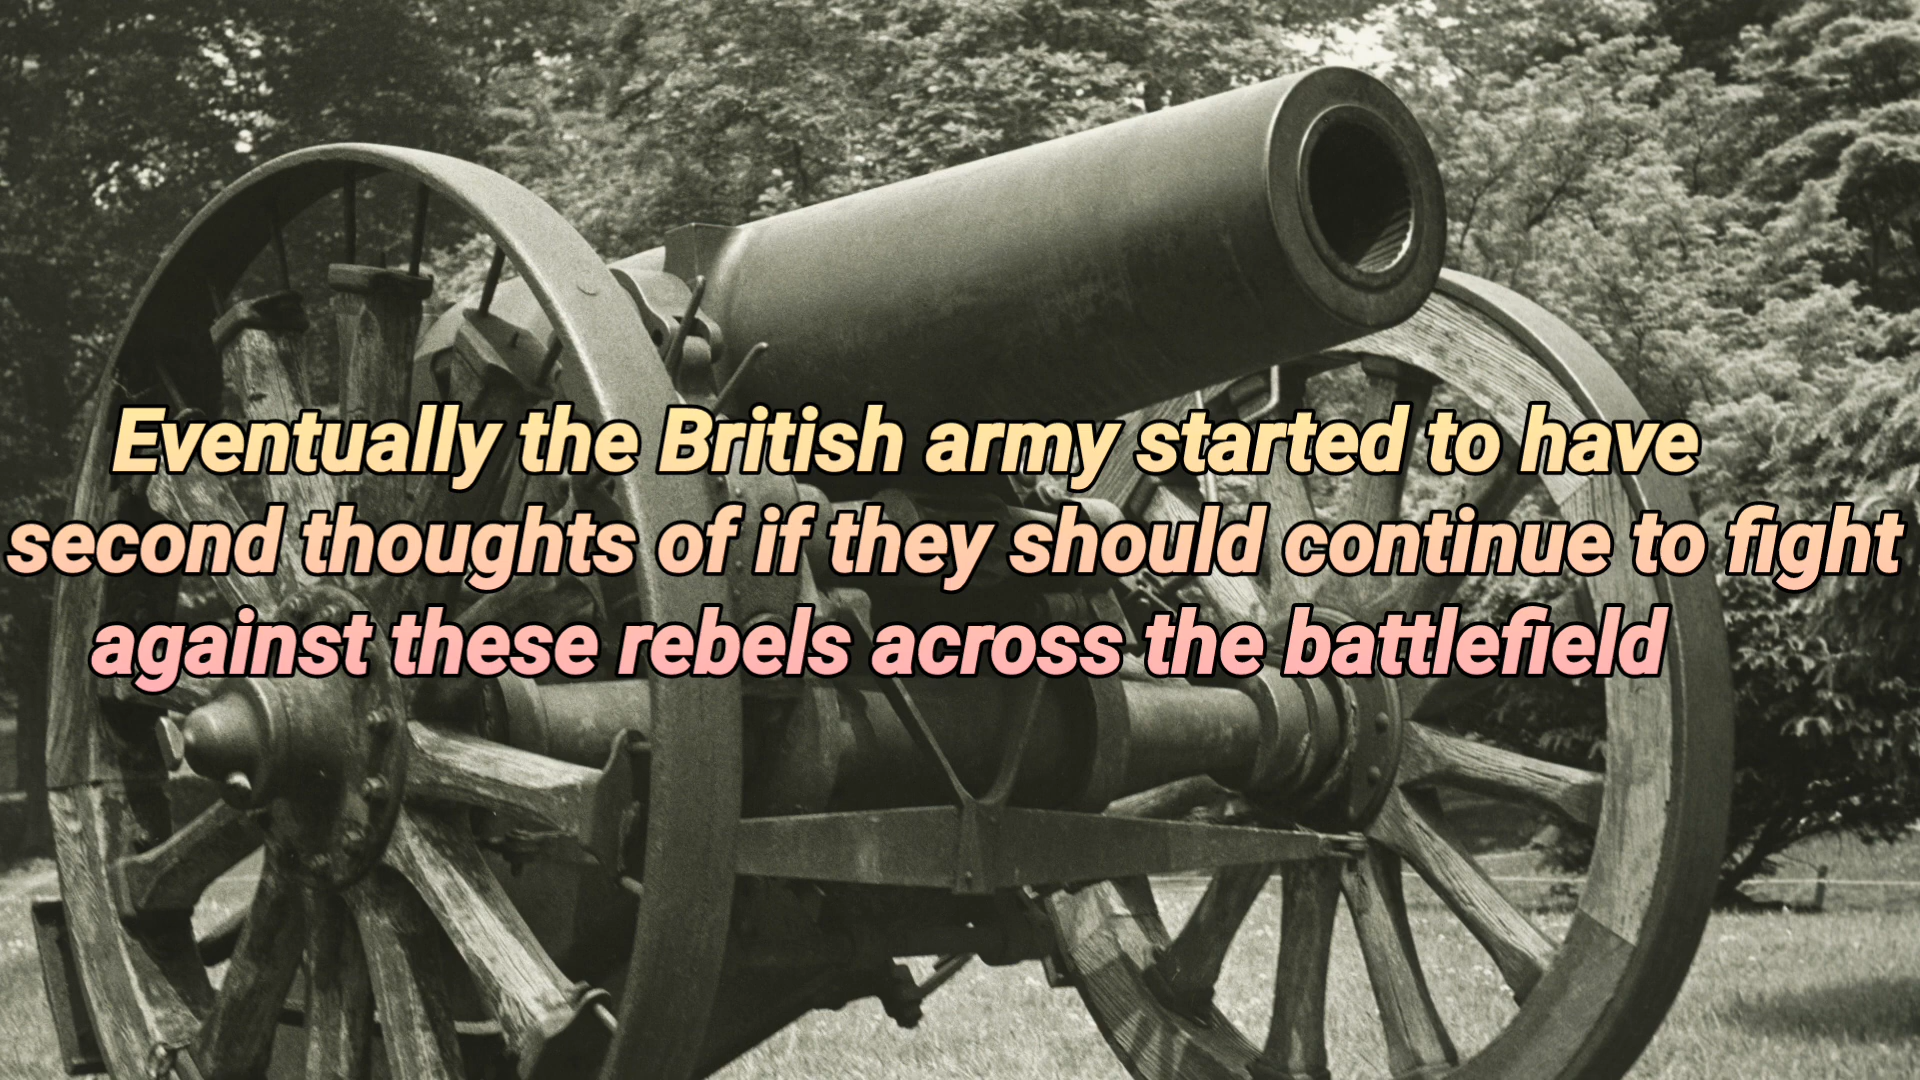 Eventually the British army started to have
second thoughts of if they should continue to fight
against these rebels across the battlefield